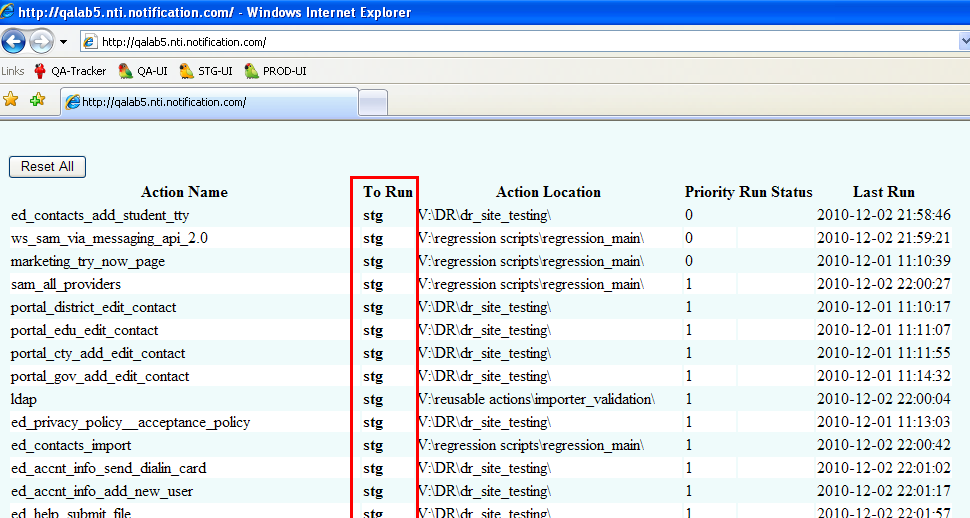 http://qalab5.nti.notification.com/ - Windows Internet Explorer
http://qalab5.nti.notification.com/
Links QA-Tracker QA-UI STG-UI PROD-UI
http://qalab5.nti.notification.com/
Reset All
Action Name To Run Action Location Priority Run Status Last Run
ed_contacts_add_student_tty stg V:\DR\dr_site_testing\ 0 2010-12-02 21:58:46
ws_sam_via_messaging_api_2.0 stg V:\regression scripts\regression_main\ 0 2010-12-02 21:59:21
marketing_try_now_page stg V:\regression scripts\regression_main\ 0 2010-12-01 11:10:39
sam_all_providers stg V:\regression scripts\regression_main\ 1 2010-12-02 22:00:27
portal_district_edit_contact stg V:\DR\dr_site_testing\ 1 2010-12-01 11:10:17
portal_edu_edit_contact stg V:\DR\dr_site_testing\ 1 2010-12-01 11:11:07
portal_cty_add_edit_contact stg V:\DR\dr_site_testing\ 1 2010-12-01 11:11:55
portal_gov_add_edit_contact stg V:\DR\dr_site_testing\ 1 2010-12-01 11:14:32
ldap stg V:\reusable actions\importer_validation\ 1 2010-12-02 22:00:04
ed_privacy_policy__acceptance_policy stg V:\DR\dr_site_testing\ 1 2010-12-01 11:13:03
ed_contacts_import stg V:\regression scripts\regression_main\ 1 2010-12-02 22:00:42
ed_accnt_info_send_dialin_card stg V:\DR\dr_site_testing\ 1 2010-12-02 22:01:02
ed_accnt_info_add_new_user stg V:\DR\dr_site_testing\ 1 2010-12-02 22:01:17
ed_help_submit_file stg V:\DR\dr_site_testing\ 1 2010-12-02 22:01:57